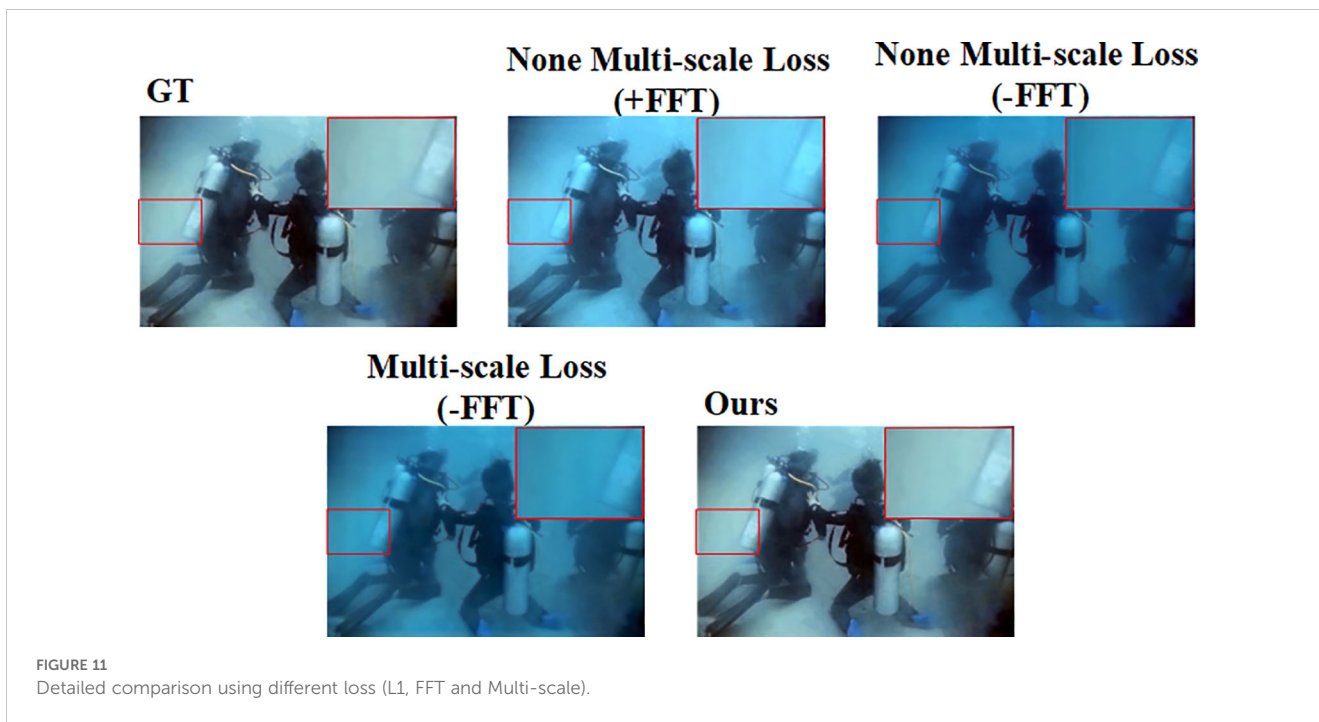 GT
None Multi-scale Loss
(+FFT)
None Multi-scale Loss
(-FFT)
Multi-scale Loss
(-FFT)
Ours
FIGURE 11
Detailed comparison using different loss (L1, FFT and Multi-scale).